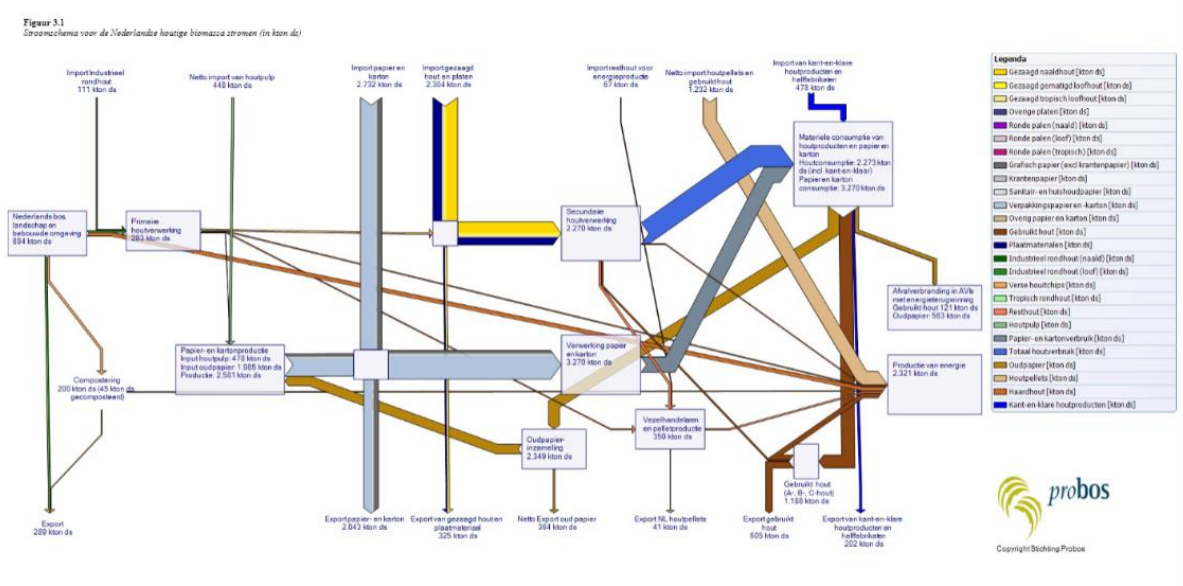 Figuur 3.1
Stroomschema voor de Nederlandse houtige biomassa stromen (in kton ds)
Import Industrieel
rondhout
111 kton ds
Netto import van houtpulp
448 kton ds
Import papier en
karton
2.732 kton ds
Import gezaagd
hout en platen
2.304 kton ds
Import resthout voor
energieproductie
67 kton ds
Netto import houtpellets en
gebruikt hout
1.232 kton ds
Import van kant-en-klare
houtproducten en
halffabrikaten
478 kton ds
Materiele consumptie van
houtproducten en papier en
karton
Houtconsumptie: 2.273 kton
ds (incl. kant-en-klaar)
Papier en karton
consumptie: 3.270 kton ds
Nederlands bos,
landschap en
bebouwde omgeving
894 kton ds
Primaire
houtverwerking
283 kton ds
Secundaire
houtverwerking
2.270 kton ds
Afvalverbranding in AVIs
met energieterugwinning
Gebruikt hout 121 kton ds
Oudpapier: 563 kton ds
Papier- en kartonproductie
Input houtpulp: 478 kton ds
Input oudpapier: 1.985 kton ds
Productie: 2.581 kton ds
Verwerking papier
en karton
3.270 kton ds
Productie van energie
2.321 kton ds
Compostering
200 kton ds (45 kton ds
gecomposteerd)
Oudpapier-
inzameling
2.349 kton ds
Vezelhandelaren
en pelletproductie
350 kton ds
Gebruikt hout
(A-, B-, C-hout)
1.188 kton ds
Export
289 kton ds
Export papier- en karton
2.043 kton ds
Export van gezaagd hout en
plaatmateriaal
325 kton ds
Netto Export oud papier
364 kton ds
Export NL houtpellets
41 kton ds
Export gebruikt
hout
605 kton ds
Export van kant-en-klare
houtproducten en
halffabrikaten
202 kton ds
Legenda
Gezaagd naaldhout [kton ds]
Gezaagd gematigd loofhout [kton ds]
Gezaagd tropisch loofhout [kton ds]
Overige platen [kton ds]
Ronde palen (naald) [kton ds]
Ronde palen (loof) [kton ds]
Ronde palen (tropisch) [kton ds]
Grafisch papier (excl krantenpapier) [kton ds]
Krantenpapier [kton ds]
Sanitair- en huishoudpapier [kton ds]
Verpakkingspapier en -karton [kton ds]
Overig papier en karton [kton ds]
Gebruikt hout [kton ds]
Plaatmaterialen [kton ds]
Industrieel rondhout (naald) [kton ds]
Industrieel rondhout (loof) [kton ds]
Verse houtchips [kton ds]
Tropisch rondhout [kton ds]
Resthout [kton ds]
Houtpulp [kton ds]
Papier- en kartonverbruik [kton ds]
Totaal houtverbruik [kton ds]
Oudpapier [kton ds]
Houtpellets [kton ds]
Haardhout [kton ds]
Kant-en-klare houtproducten [kton ds]
probos
Copyright Stichting Probos